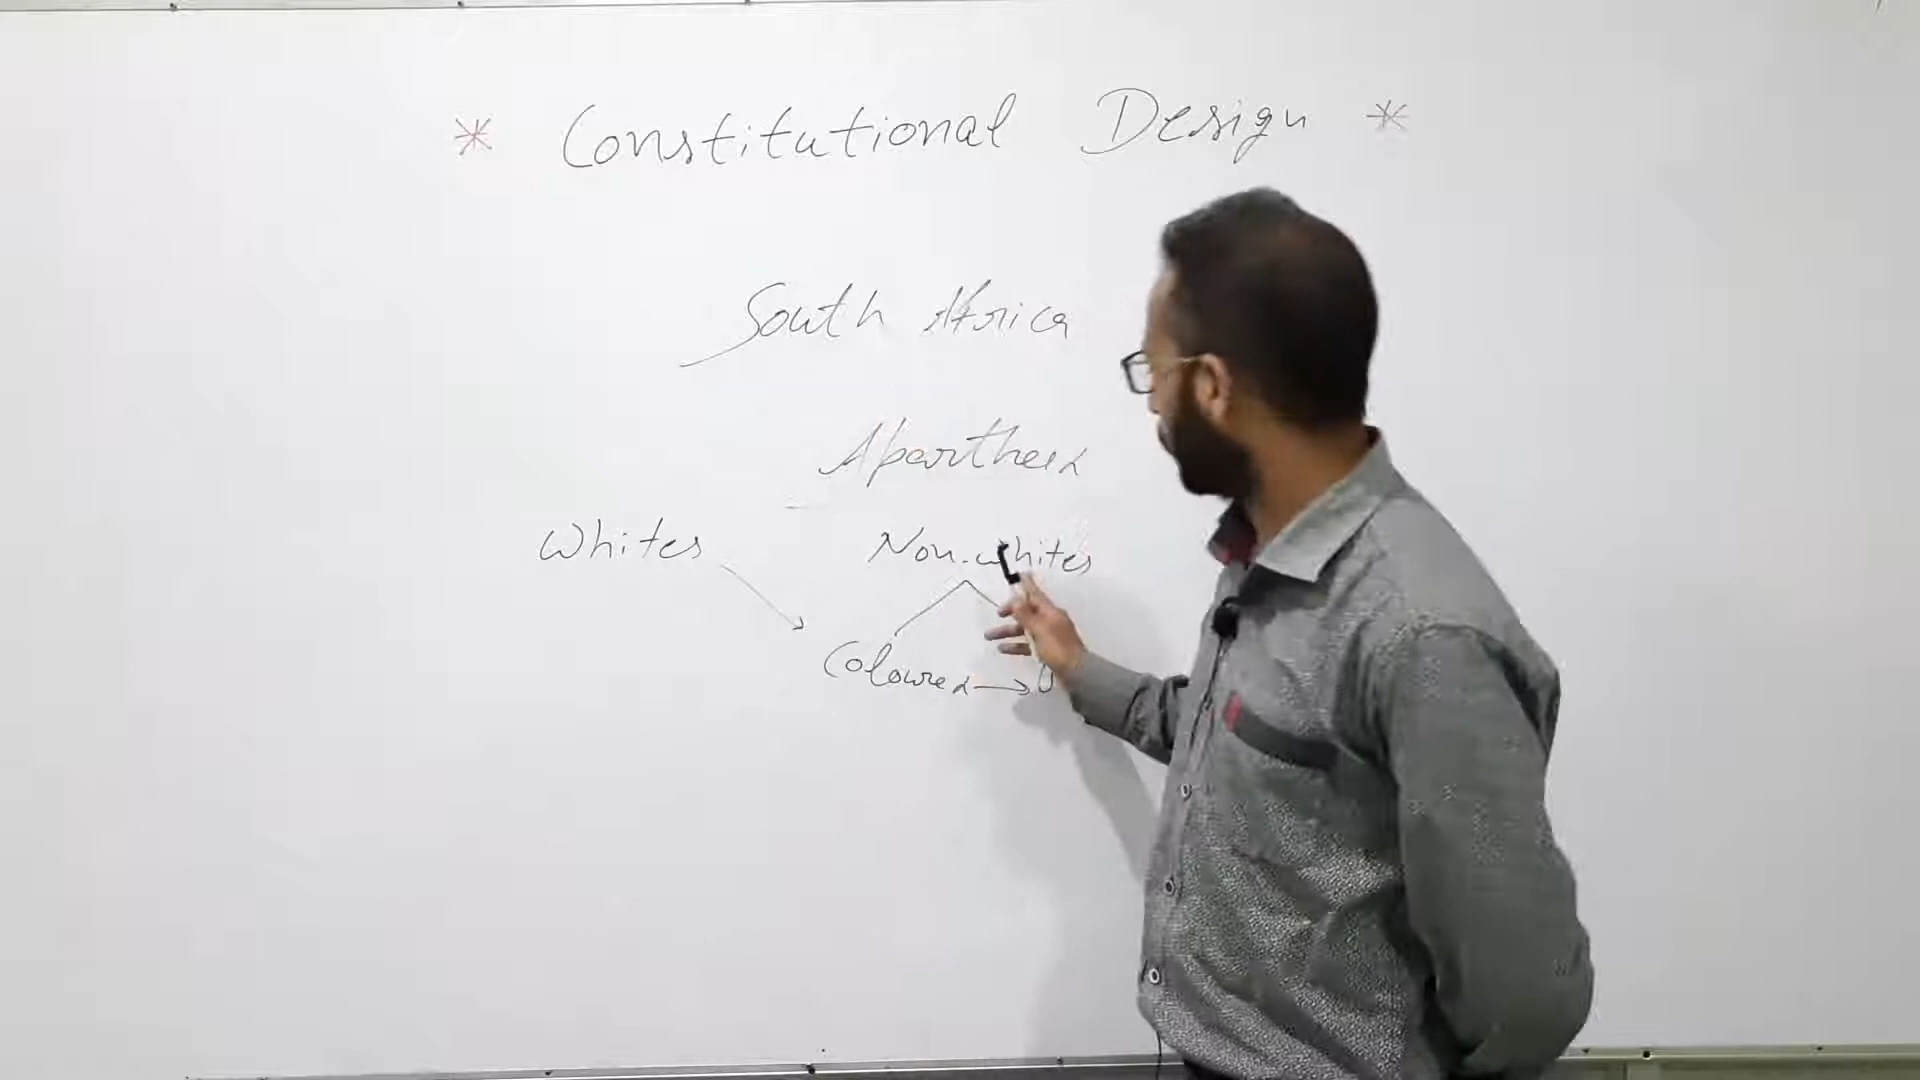 * Constitutional Design *
South Africa
Apartheid
Whites Non-whites
Coloured →